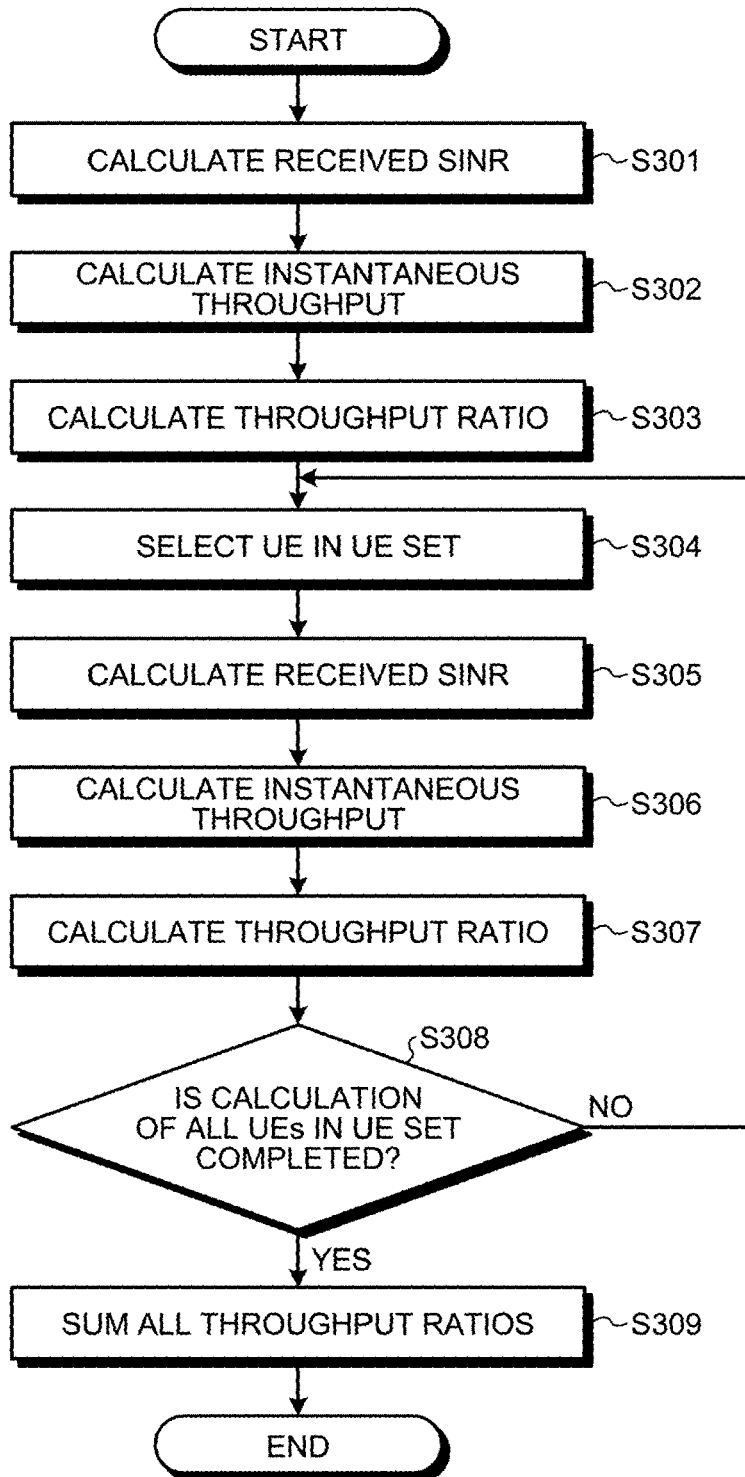 START
CALCULATE RECEIVED SINR
S301
CALCULATE INSTANTANEOUS
THROUGHPUT
S302
CALCULATE THROUGHPUT RATIO
S303
SELECT UE IN UE SET
S304
CALCULATE RECEIVED SINR
S305
CALCULATE INSTANTANEOUS
THROUGHPUT
S306
CALCULATE THROUGHPUT RATIO
S307
S308
IS CALCULATION
OF ALL UEs IN UE SET
COMPLETED?
NO
YES
SUM ALL THROUGHPUT RATIOS
S309
END